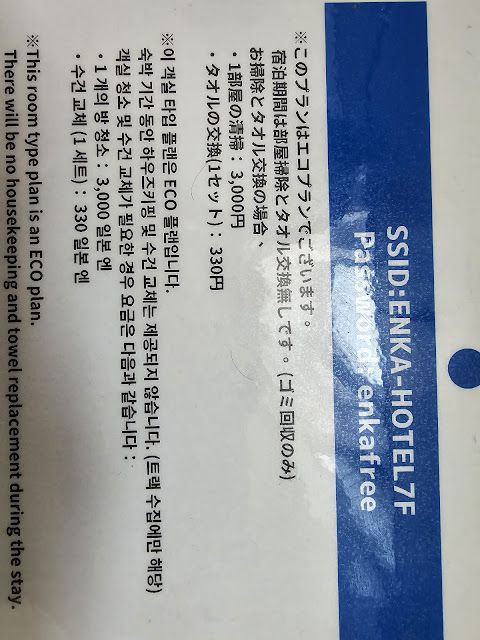 SSID:ENKA-HOTEL7F
Password: enkafree
※このプランはエコプランでございます。
宿泊期間は部屋掃除とタオル交換無しです。(ゴミ回収のみ)
お掃除とタオル交換の場合、
・1部屋の清掃：3,000円
・タオルの交換(1セット)：330円
※이 객실 타입 플랜은 ECO 플랜입니다.
숙박 기간 동안 하우즈키핑 및 수건 교체는 제공되지 않습니다. (트랙 수집에만 해당)
객실 청소 및 수건 교체가 필요한 경우 요금은 다음과 같습니다 :
・1 개의 방 청소 : 3,000 일본 엔
・수건 교체 (1 세트) : 330 일본 엔
※This room type plan is an ECO plan.
There will be no housekeeping and towel replacement during the stay.